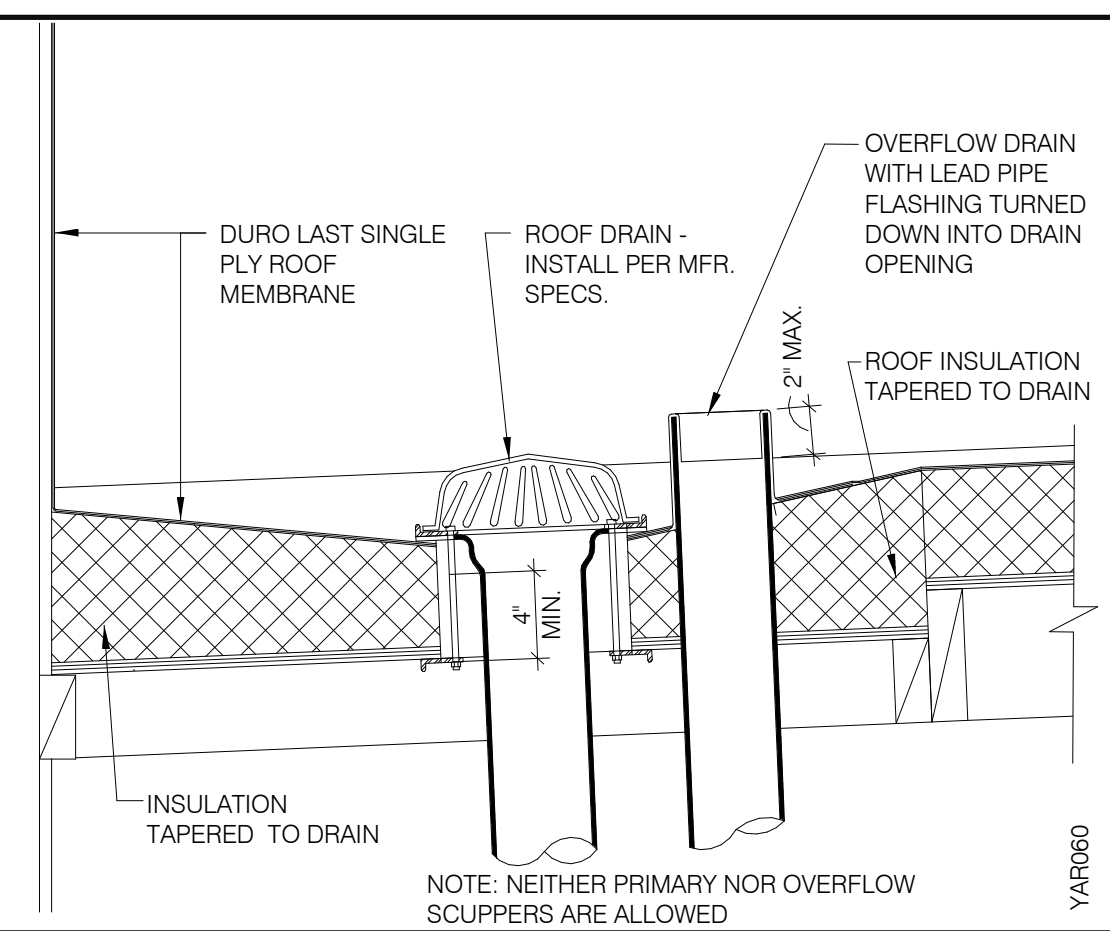 OVERFLOW DRAIN
WITH LEAD PIPE
FLASHING TURNED
DOWN INTO DRAIN
OPENING
DURO LAST SINGLE
PLY ROOF
MEMBRANE
ROOF DRAIN -
INSTALL PER MFR.
SPECS.
2" MAX.
ROOF INSULATION
TAPERED TO DRAIN
4"
MIN.
INSULATION
TAPERED TO DRAIN
NOTE: NEITHER PRIMARY NOR OVERFLOW
SCUPPERS ARE ALLOWED
YAR060